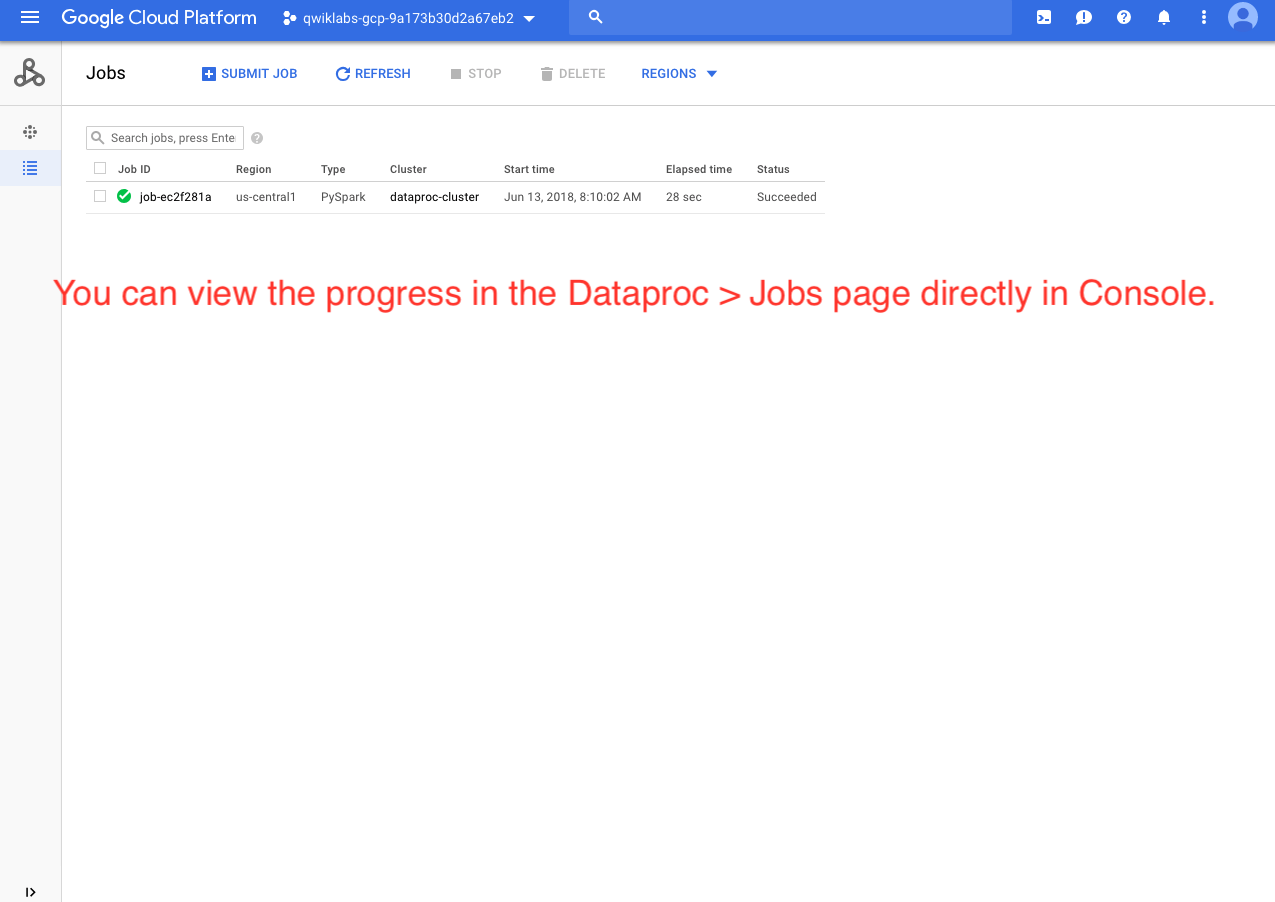 Google Cloud Platform qwiklabs-gcp-9a173b30d2a67eb2
Jobs SUBMIT JOB REFRESH STOP DELETE REGIONS
Search jobs, press Ente
Job ID Region Type Cluster Start time Elapsed time Status
job-ec2f281a us-central1 PySpark dataproc-cluster Jun 13, 2018, 8:10:02 AM 28 sec Succeeded
You can view the progress in the Dataproc > Jobs page directly in Console.